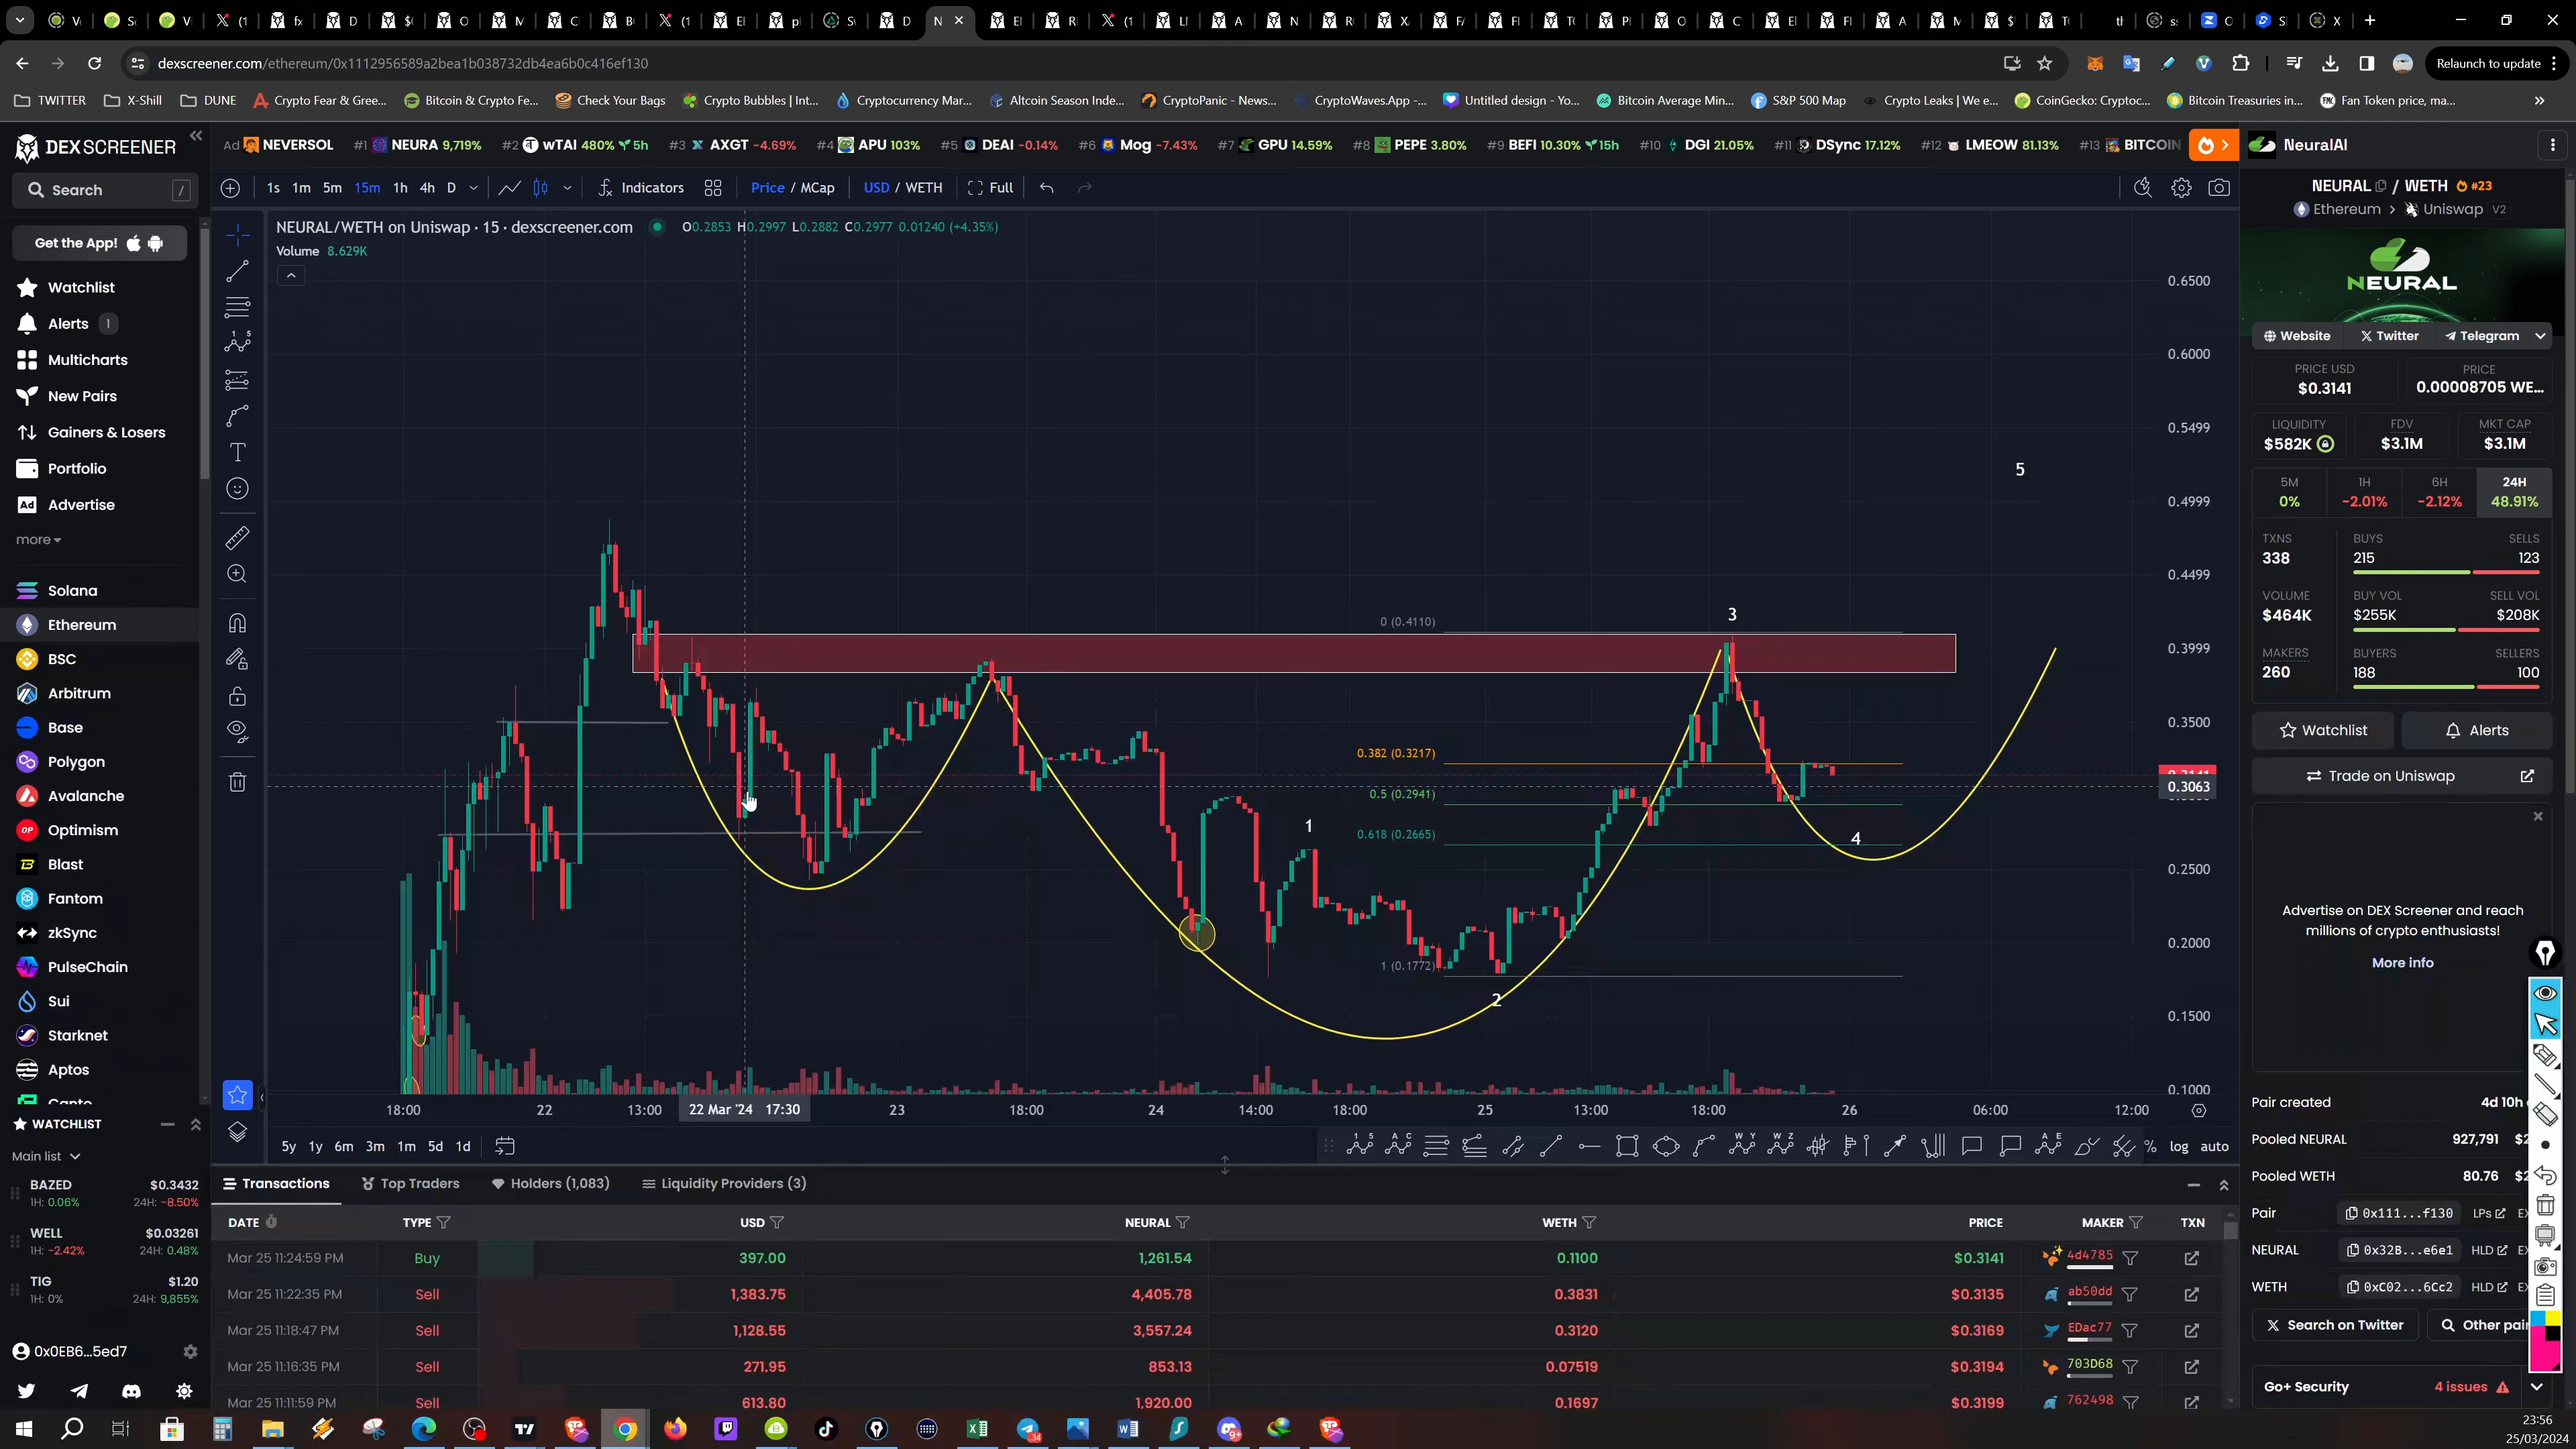 dexscreener.com/ethereum/0x1112956589a2bea1b038732db4ea6b0c416ef130
Relaunch to update
TWITTER X-Shill DUNE Crypto Fear & Gree... Bitcoin & Crypto Fe... Check Your Bags Crypto Bubbles | Int... Cryptocurrency Mar... Altcoin Season Inde... CryptoPanic - News... CryptoWaves.App -... Untitled design - Yo... Bitcoin Average Min... S&P 500 Map Crypto Leaks | We e... CoinGecko: Cryptoc... Bitcoin Treasuries in... Fan Token price, ma...
DEXSCREENER
Ad NEVERSOL #1 NEURA 9,719% #2 wTAI 480% 5h #3 AXGT -4.69% #4 APU 103% #5 DEAI -0.14% #6 Mog -7.43% #7 GPU 14.59% #8 PEPE 3.80% #9 BEFI 10.30% 15h #10 DGI 21.05% #11 DSync 17.12% #12 LMEOW 81.13% #13 BITCOIN
NeuralAI
Search /
1s 1m 5m 15m 1h 4h D Indicators Price / MCap USD / WETH Full
Get the App!
Watchlist
Alerts 1
Multicharts
New Pairs
Gainers & Losers
Portfolio
Advertise
more
Solana
Ethereum
BSC
Arbitrum
Base
Polygon
Avalanche
Optimism
Blast
Fantom
zkSync
PulseChain
Sui
Starknet
Aptos
WATCHLIST
Main list
BAZED $0.3432
1H: 0.06% 24H: -8.50%
WELL $0.03261
1H: -2.42% 24H: 0.48%
TIG $1.20
1H: 0% 24H: 9,855%
0x0EB6...5ed7
NEURAL/WETH on Uniswap · 15 · dexscreener.com O0.2853 H0.2997 L0.2882 C0.2977 0.01240 (+4.35%)
Volume 8.629K
0.6500
0.6000
0.5499
0.4999
0.4499
0.3999
0.3500
0.3063
0.2500
0.2000
0.1500
0.1000
5
3
0 (0.4110)
0.382 (0.3217)
0.5 (0.2941)
1
0.618 (0.2665)
4
1 (0.1772)
2
18:00 22 13:00 22 Mar '24 17:30 23 18:00 24 14:00 18:00 25 13:00 18:00 26 06:00 12:00
5y 1y 6m 3m 1m 5d 1d % log auto
Transactions Top Traders Holders (1,083) Liquidity Providers (3)
DATE TYPE USD NEURAL WETH PRICE MAKER TXN
Mar 25 11:24:59 PM Buy 397.00 1,261.54 0.1100 $0.3141 4d4785
Mar 25 11:22:35 PM Sell 1,383.75 4,405.78 0.3831 $0.3135 ab50dd
Mar 25 11:18:47 PM Sell 1,128.55 3,557.24 0.3120 $0.3169 EDac77
Mar 25 11:16:35 PM Sell 271.95 853.13 0.07519 $0.3194 703D68
Mar 25 11:11:59 PM Sell 613.80 1,920.00 0.1697 $0.3199 762498
NEURAL / WETH #23
Ethereum > Uniswap V2
NEURAL
Website Twitter Telegram
PRICE USD
$0.3141
PRICE
0.00008705 WE...
LIQUIDITY
$582K
FDV
$3.1M
MKT CAP
$3.1M
5M 1H 6H 24H
0% -2.01% -2.12% 48.91%
TXNS BUYS SELLS
338 215 123
VOLUME BUY VOL SELL VOL
$464K $255K $208K
MAKERS BUYERS SELLERS
260 188 100
Watchlist Alerts
Trade on Uniswap
Advertise on DEX Screener and reach
millions of crypto enthusiasts!
More info
Pair created 4d 10h
Pooled NEURAL 927,791
Pooled WETH 80.76
Pair 0x111...f130 LPs
NEURAL 0x32B...e6e1 HLD
WETH 0xC02...6Cc2 HLD
Search on Twitter Other pair
Go+ Security 4 issues
23:56
25/03/2024